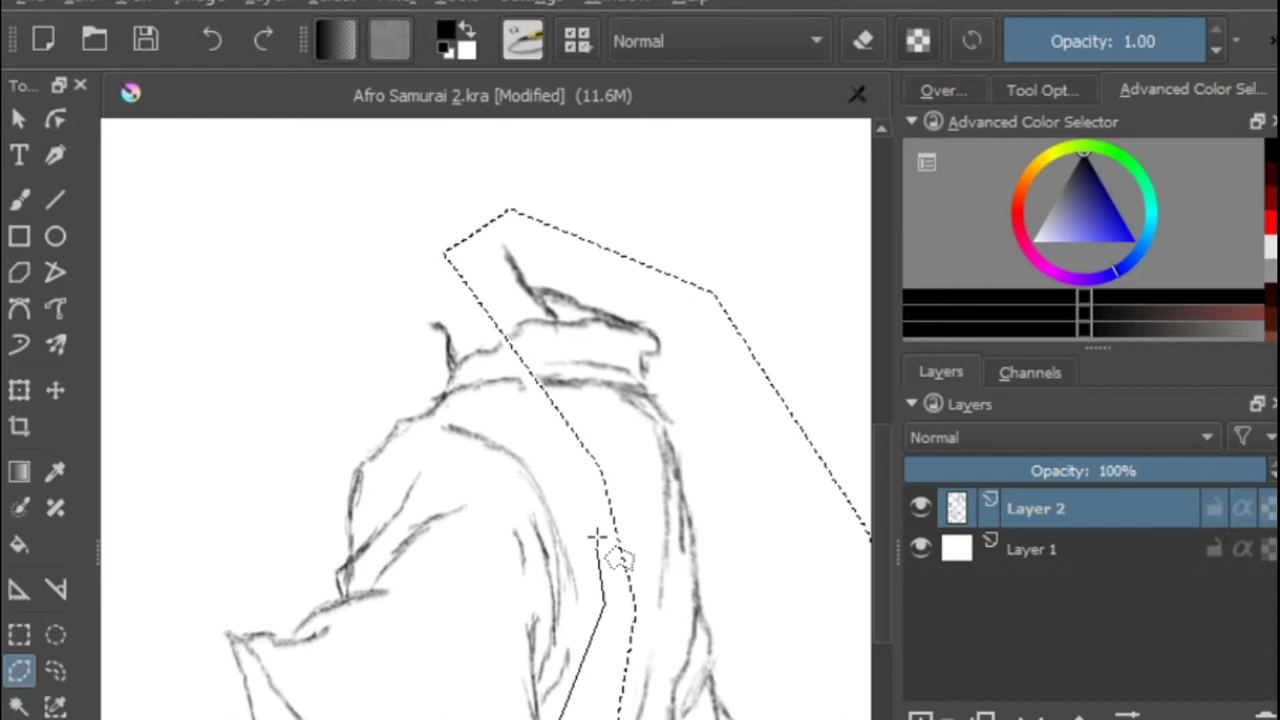 Normal
Opacity: 1.00
To...
Afro Samurai 2.kra [Modified] (11.6M)
Over...
Tool Opt...
Advanced Color Sel...
Advanced Color Selector
Layers
Channels
Layers
Normal
Opacity: 100%
Layer 2
Layer 1